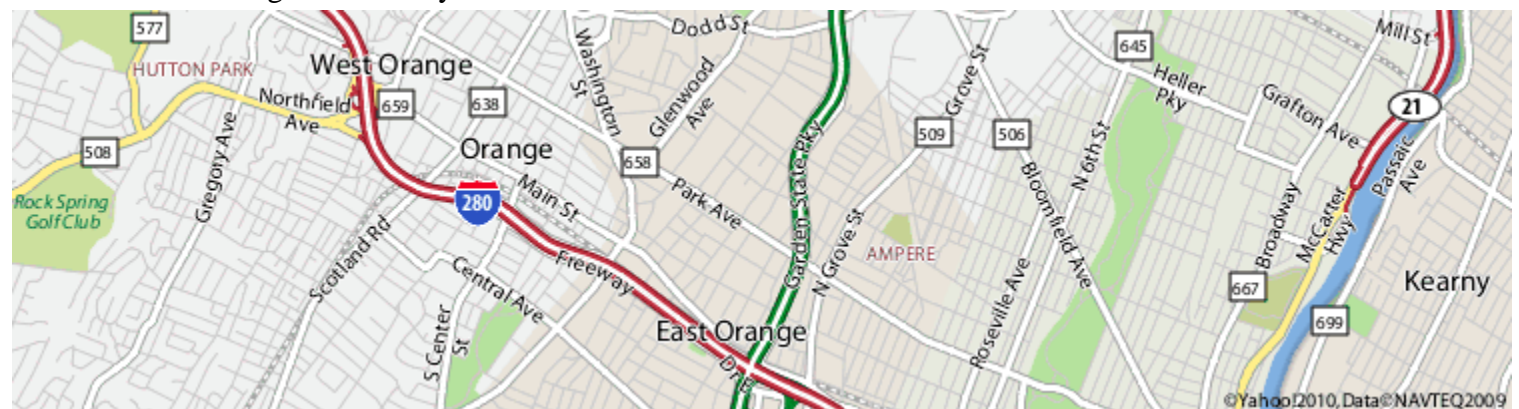 577
HUTTON PARK
West Orange
Northfield
Ave
659
638
508
Gregory Ave
Rock Spring
Golf Club
Orange
280
Main St
Scotland Rd
Central Ave
S Center
St
Freeway
Washington
St
Dodd St
Glenwood
Ave
658
Park Ave
Garden State Pky
East Orange
N Grove St
N Grove St
509
506
AMPERE
Bloomfield Ave
Roseville Ave
N 6th St
645
Heller
Pky
Grafton Ave
Mill St
21
Passaic
Ave
McCarter
Hwy
Broadway
667
699
Kearny
©Yahoo!2010, Data©NAVTEQ2009